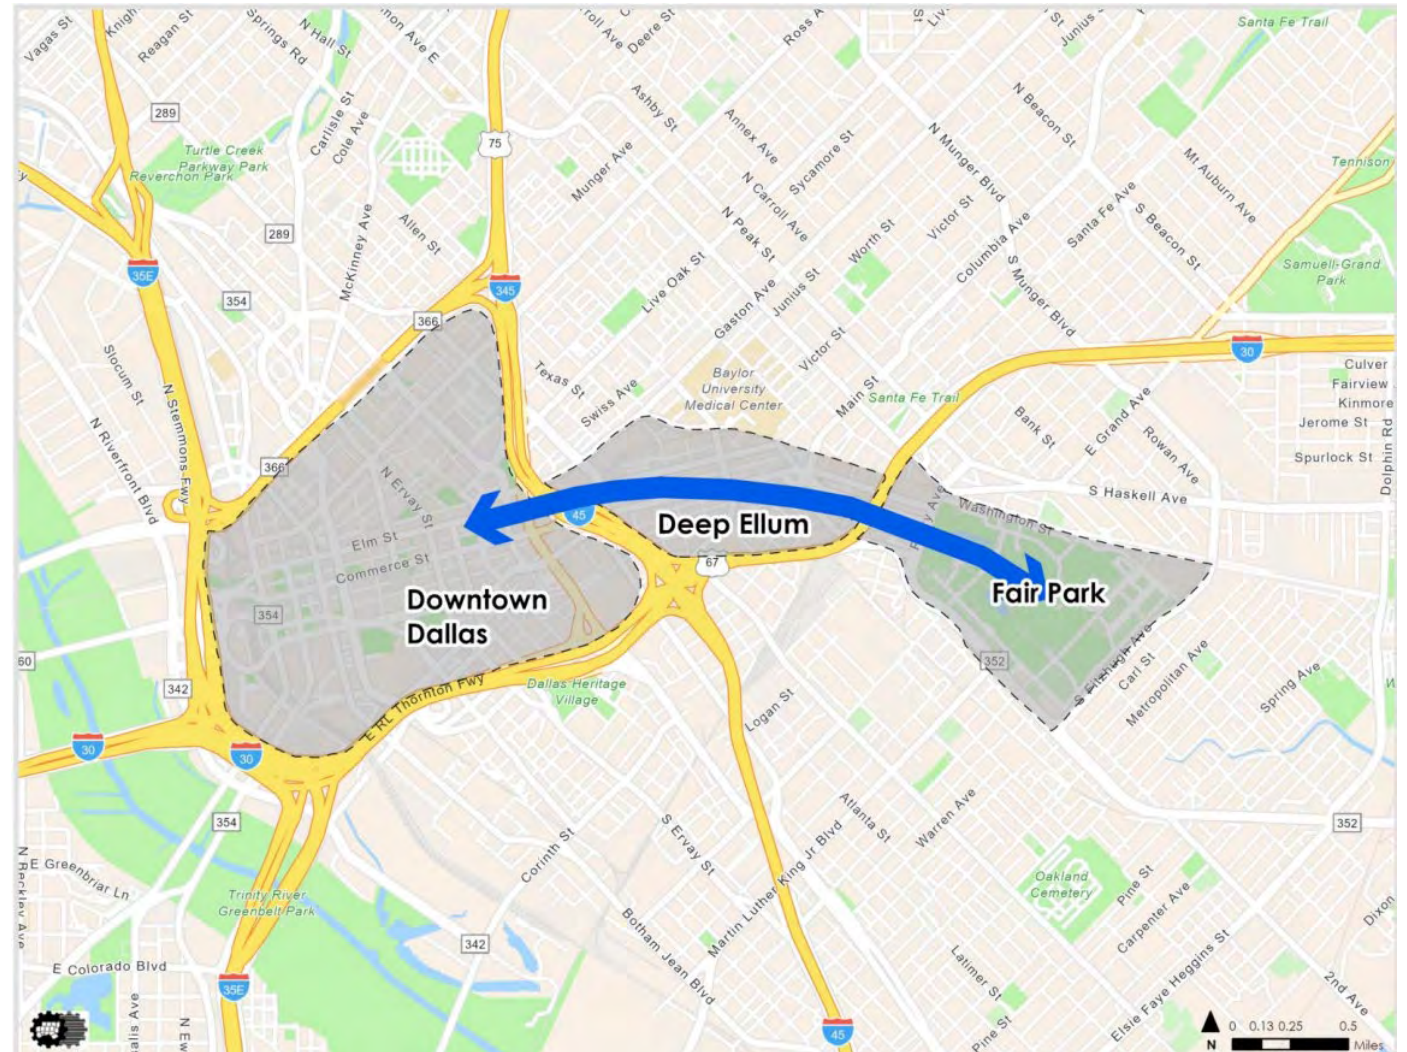 Vagas St
Reagan St
Springs Rd
N Hall St
Carlisle St
Cole Ave
Deere St
Ross A
Junius St
Santa Fe Trail
289
75
Turtle Creek
Parkway Park
Reverchon Park
Ashby St
Annex Ave
Sycamore St
Munger Ave
N Carroll Ave
N Peak St
N Beacon St
N Munger Blvd
Mt Auburn Ave
Tennison
Santa Fe Ave
S Beacon St
Victor St
Columbia Ave
Worth St
289
Allen St
McKinney Ave
35E
345
354
366
Live Oak St
Gaston Ave
Junius St
S Munger Blvd
Samuell-Grand
Park
30
Slocum St
N Stemmons Fwy
N Riverfront Blvd
Texas St
Swiss Ave
Baylor
University
Medical Center
Victor St
Main St
Santa Fe Trail
Bank St
E Grand Ave
Rowan Ave
Culver
Fairview
Kinmore
Jerome St
Spurlock St
Dolphin Rd
366
N Ervay St
Elm St
Commerce St
45
Deep Ellum
67
Washington St
S Haskell Ave
Downtown
Dallas
Fair Park
354
352
60
342
S Fitzhugh Ave
Carl St
Metropolitan Ave
Spring Ave
E RL Thornton Fwy
Dallas Heritage
Village
Logan St
30
30
354
352
Corinth St
S Ervay St
Atlanta St
Warren Ave
Martin Luther King Jr Blvd
N Beckley Ave
E Greenbriar Ln
Trinity River
Greenbelt Park
Oakland
Cemetery
Pine St
Carpenter Ave
Dixon
342
Botham Jean Blvd
E Colorado Blvd
35E
Latimer St
Pine St
Elsie Faye Heggins St
2nd Ave
45
N
0 0.13 0.25 0.5
Miles